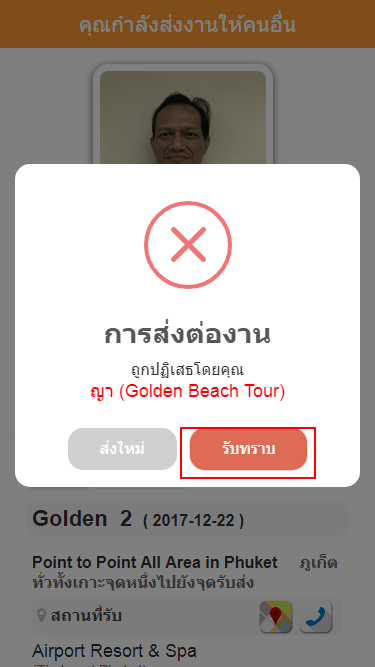 คุณกำลังส่งงานให้คนอื่น
การส่งต่องาน
ถูกปฏิเสธโดยคุณ
ญา (Golden Beach Tour)
ส่งใหม่
รับทราบ
Golden 2 ( 2017-12-22 )
Point to Point All Area in Phuket ภูเก็ต
ทั่วทั้งเกาะจุดหนึ่งไปยังจุดรับส่ง
สถานที่รับ
Airport Resort & Spa